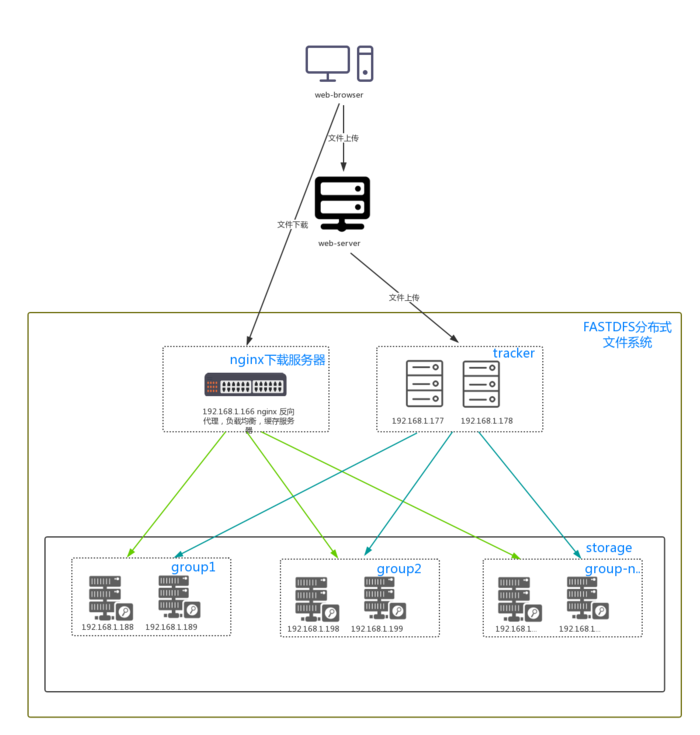 web-browser
文件上传
文件下载
web-server
文件上传
FASTDFS分布式
文件系统
nginx下载服务器
tracker
192.168.1.166 nginx 反向
代理，负载均衡，缓存服务
器
192.168.1.177
192.168.1.178
storage
group1
group2
group-n..
192.168.1.188
192.168.1.189
192.168.1.198
192.168.1.199
192.168.1...
192.168.1...